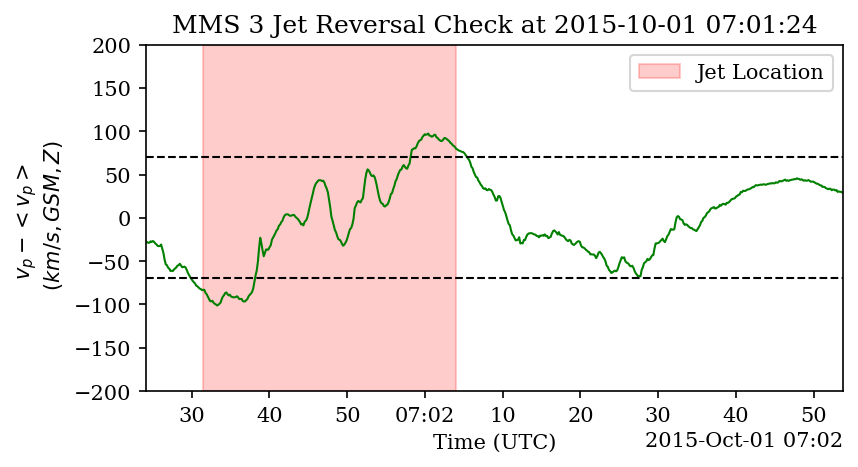 MMS 3 Jet Reversal Check at 2015-10-01 07:01:24
Jet Location
200
150
100
50
0
−50
−100
−150
−200
v_p − < v_p >
(km/s, GSM, Z)
30 40 50 07:02 10 20 30 40 50
Time (UTC)
2015-Oct-01 07:02